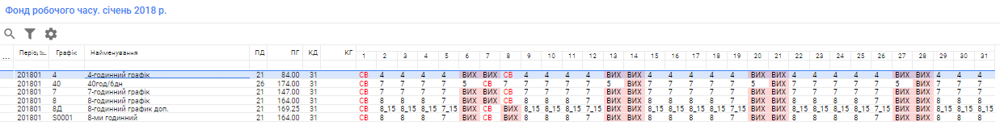 Фонд робочого часу. січень 2018 р.
... Періо, Графік Найменування ПД ПГ КД КГ 1 2 3 4 5 6 7 8 9 10 11 12 13 14 15 16 17 18 19 20 21 22 23 24 25 26 27 28 29 30 31
201801 4 4-годинний графік 21 84.00 31 СВ 4 4 4 4 ВИХ ВИХ СВ 4 4 4 4 ВИХ ВИХ 4 4 4 4 4 ВИХ ВИХ 4 4 4 4 4 ВИХ ВИХ 4 4 4
201801 40 40год/6дн 26 174.00 31 СВ 7 7 7 7 5 СВ 7 7 7 7 7 5 ВИХ 7 7 7 7 7 5 ВИХ 7 7 7 7 7 5 ВИХ 7 7 7
201801 7 7-годинний графік 21 147.00 31 СВ 7 7 7 7 ВИХ ВИХ СВ 7 7 7 7 ВИХ ВИХ 7 7 7 7 7 ВИХ ВИХ 7 7 7 7 7 ВИХ ВИХ 7 7 7
201801 8 8-годинний графік 21 164.00 31 СВ 8 8 8 7 ВИХ ВИХ СВ 8 8 8 7 ВИХ ВИХ 8 8 8 8 7 ВИХ ВИХ 8 8 8 8 7 ВИХ ВИХ 8 8 8
201801 8Д 8-годинний график доп. 21 169.25 31 СВ 8_15 8_15 8_15 7_15 ВИХ СВ ВИХ 8_15 8_15 8_15 7_15 ВИХ ВИХ 8_15 8_15 8_15 8_15 7_15 ВИХ ВИХ 8_15 8_15 8_15 8_15 7_15 ВИХ ВИХ 8_15 8_15 8_15
201801 S0001 8-ми годинний 21 164.00 31 СВ 8 8 8 7 ВИХ СВ ВИХ 8 8 8 7 ВИХ ВИХ 8 8 8 8 7 ВИХ ВИХ 8 8 8 8 7 ВИХ ВИХ 8 8 8